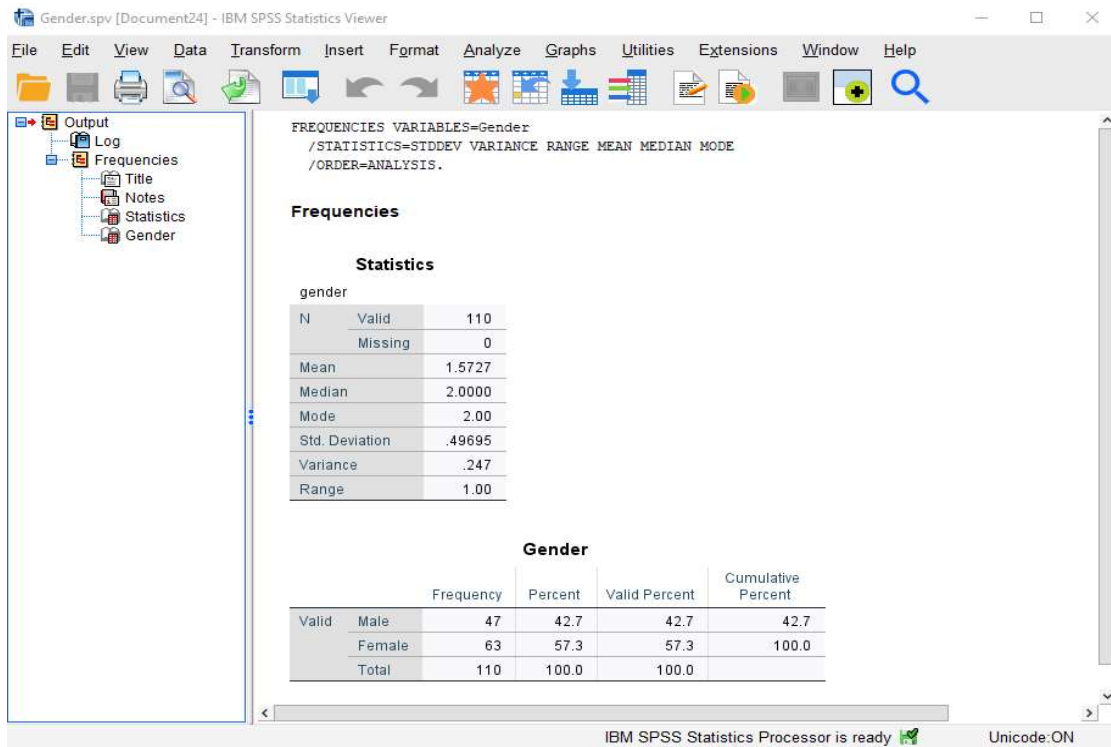 Gender.spv [Document24] - IBM SPSS Statistics Viewer
File Edit View Data Transform Insert Format Analyze Graphs Utilities Extensions Window Help
Output
Log
Frequencies
Title
Notes
Statistics
Gender
FREQUENCIES VARIABLES=Gender
/STATISTICS=STDDEV VARIANCE RANGE MEAN MEDIAN MODE
/ORDER=ANALYSIS.
Frequencies
Statistics
gender
N Valid 110
Missing 0
Mean 1.5727
Median 2.0000
Mode 2.00
Std. Deviation .49695
Variance .247
Range 1.00
Gender
Frequency Percent Valid Percent Cumulative Percent
Valid Male 47 42.7 42.7 42.7
Female 63 57.3 57.3 100.0
Total 110 100.0 100.0
IBM SPSS Statistics Processor is ready Unicode:ON